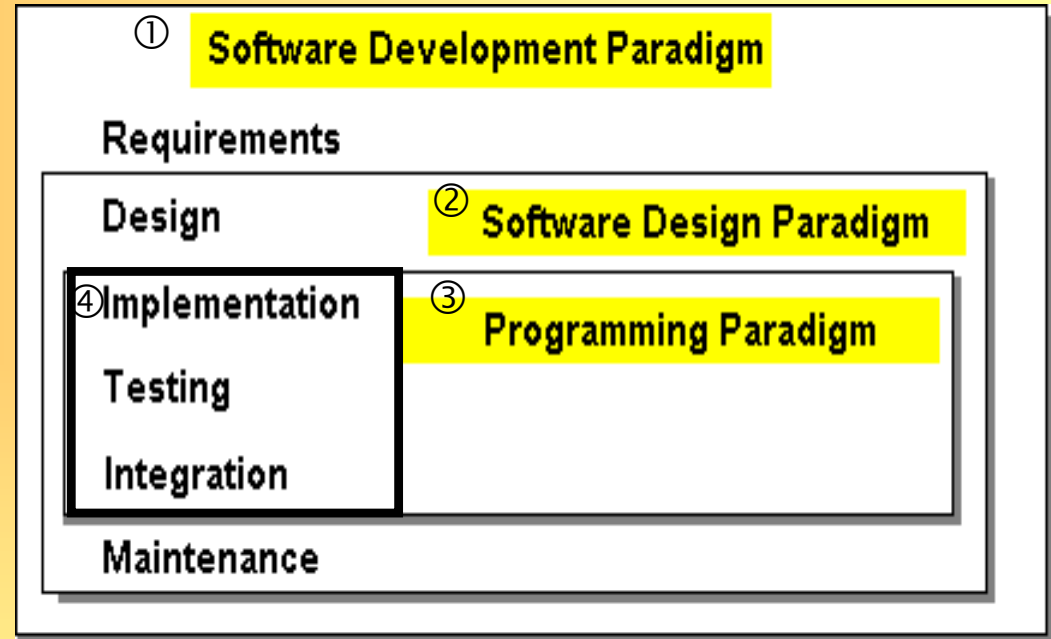 ① Software Development Paradigm
Requirements
Design ② Software Design Paradigm
④Implementation ③ Programming Paradigm
Testing
Integration
Maintenance